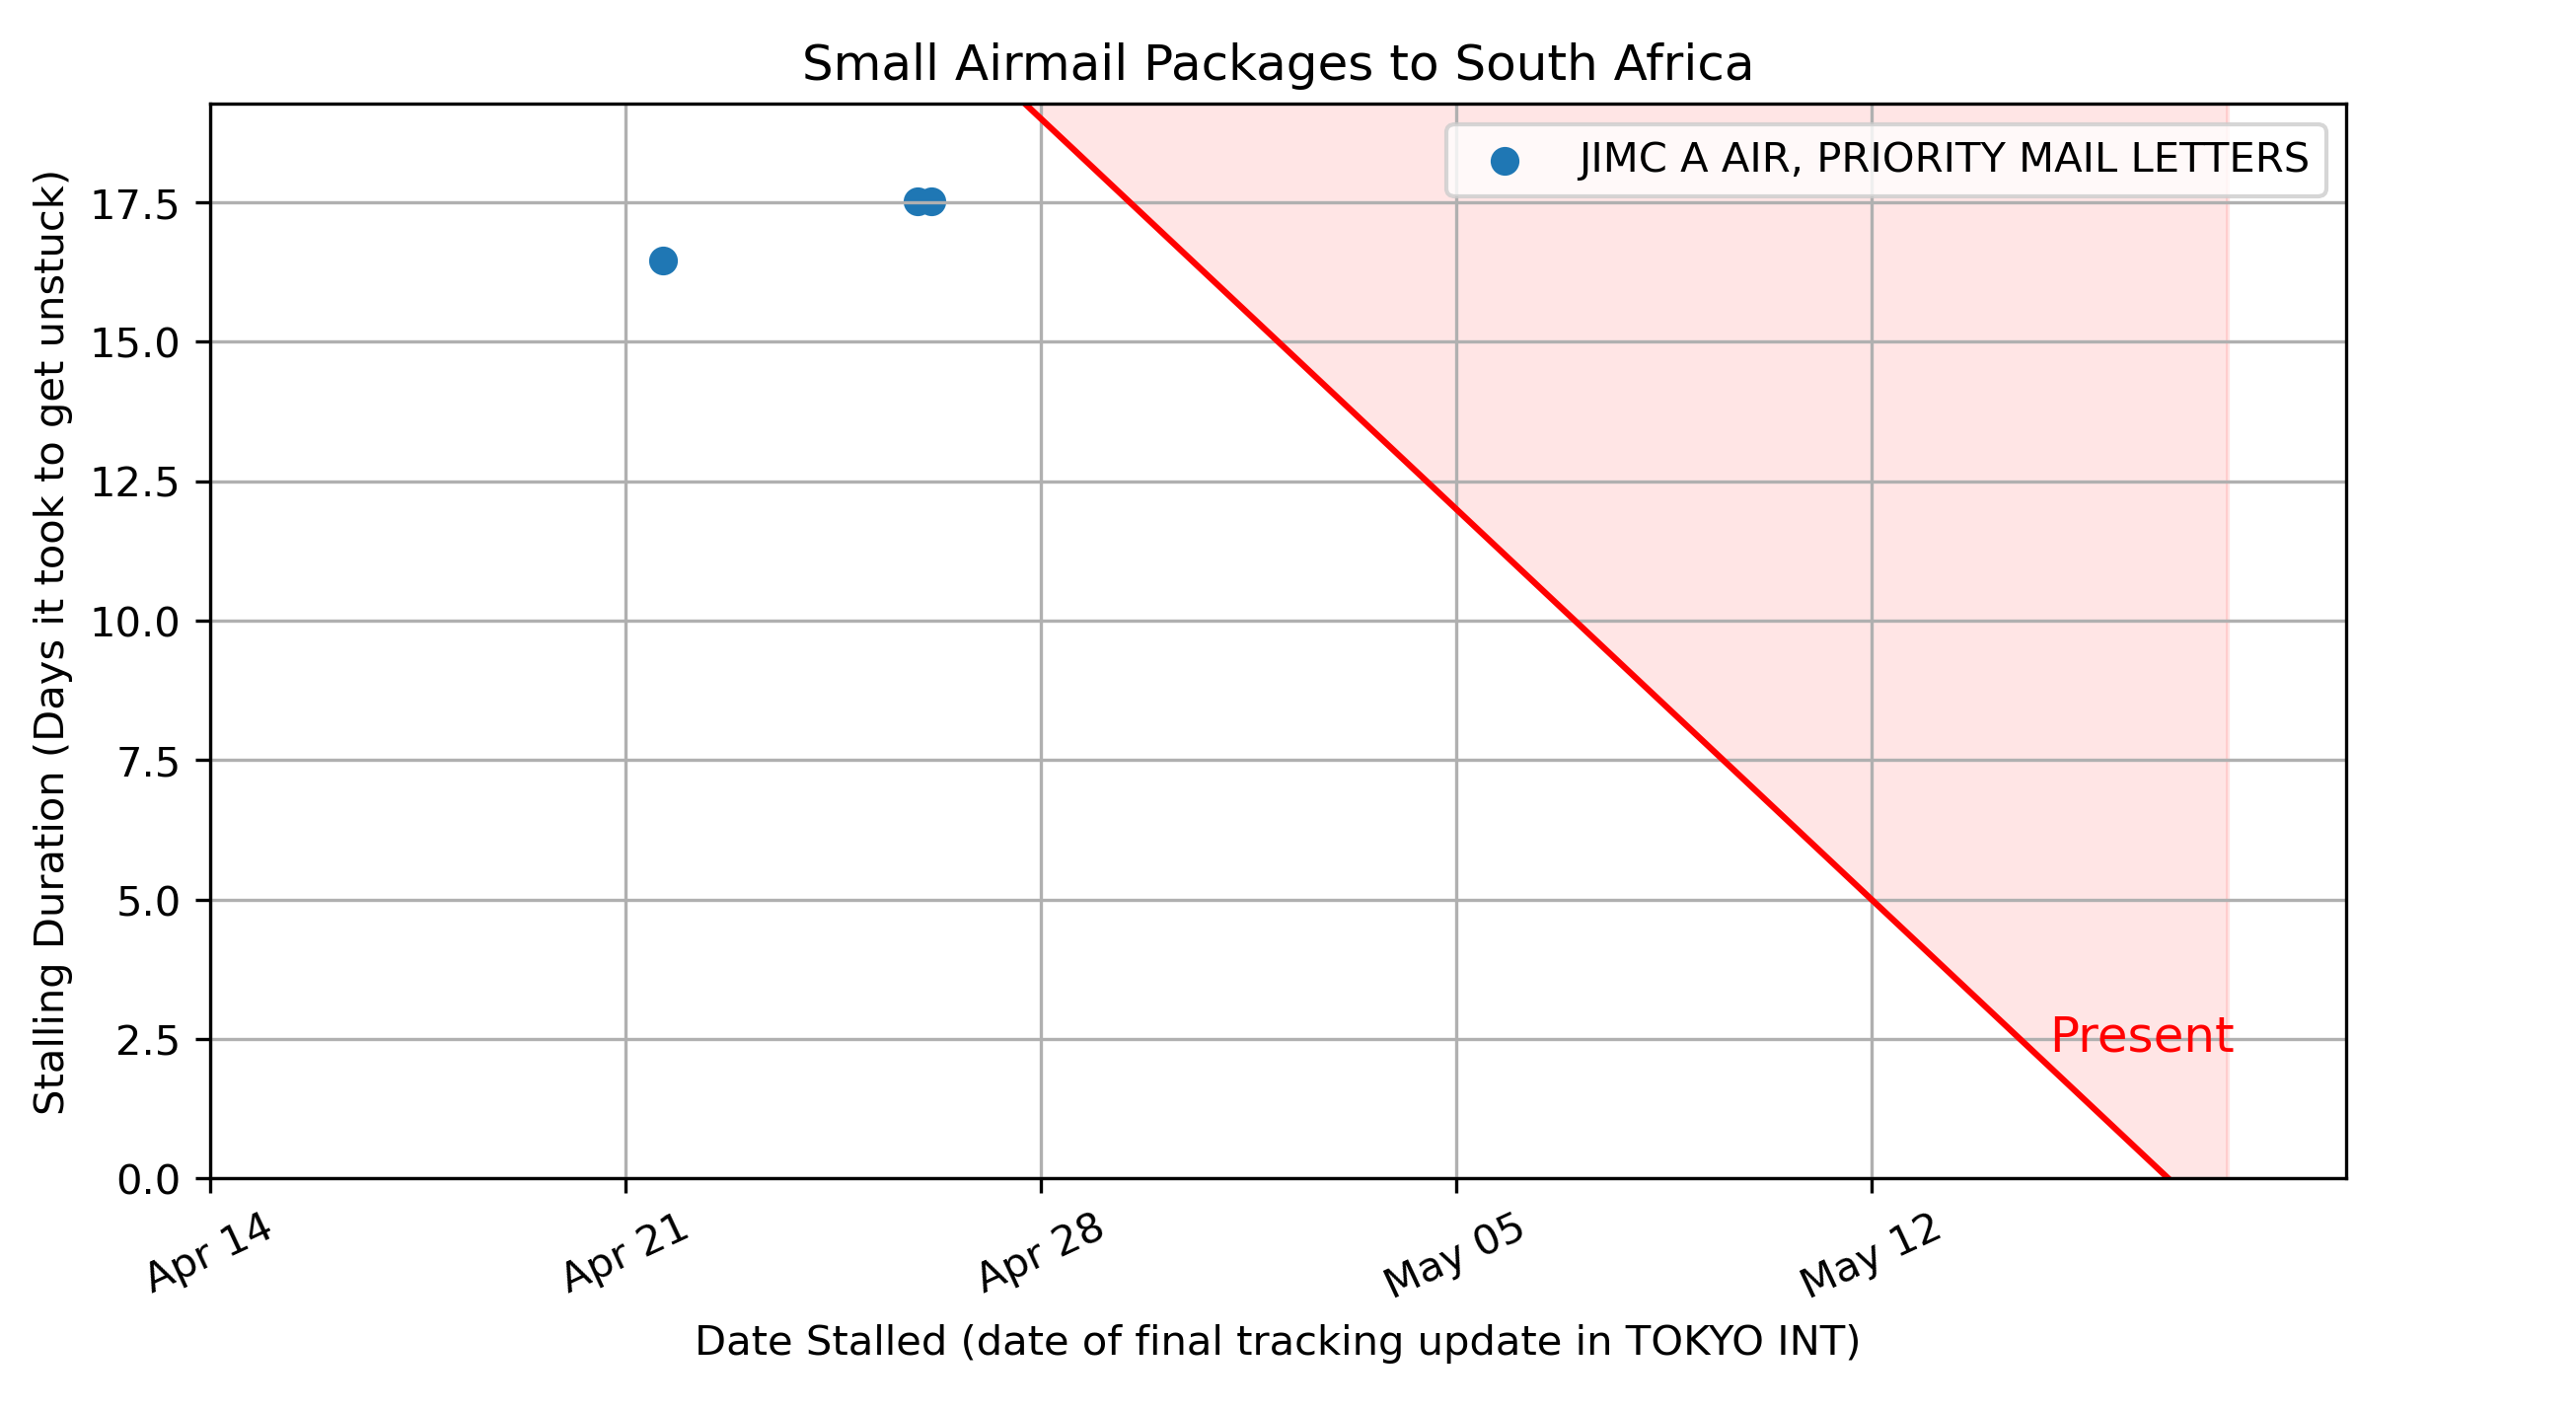 Small Airmail Packages to South Africa
JIMC A AIR, PRIORITY MAIL LETTERS
Stalling Duration (Days it took to get unstuck)
17.5
15.0
12.5
10.0
7.5
5.0
2.5
0.0
Present
Apr 14
Apr 21
Apr 28
May 05
May 12
Date Stalled (date of final tracking update in TOKYO INT)